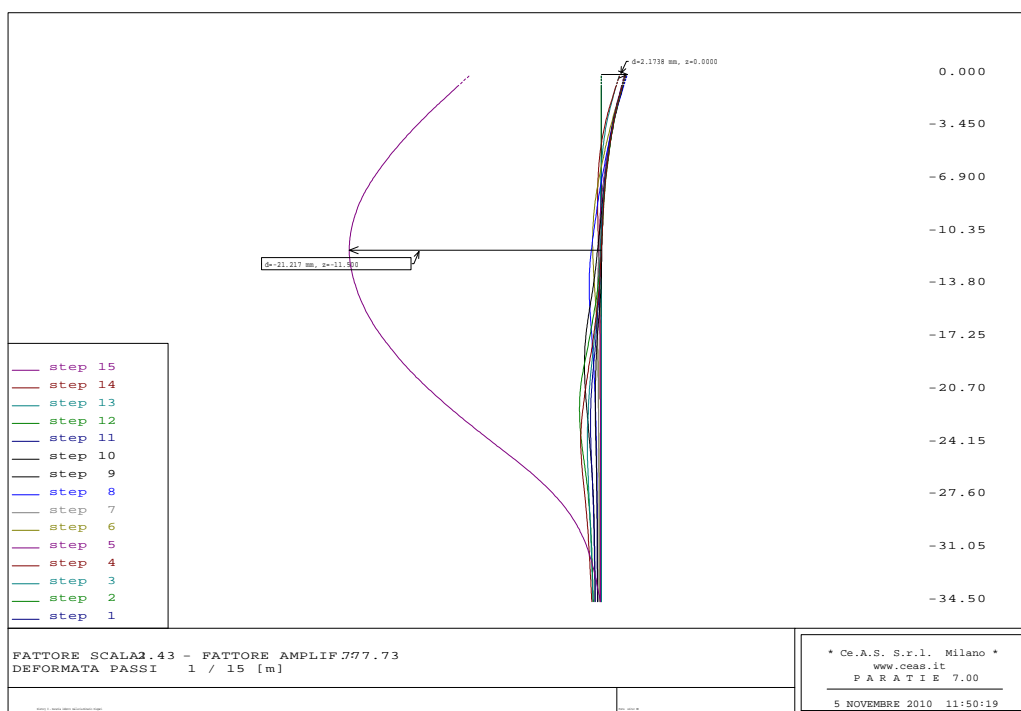 d=2.1738 mm, z=0.0000
0.000
-3.450
-6.900
-10.35
d=-21.217 mm, z=-11.500
-13.80
-17.25
-20.70
-24.15
-27.60
-31.05
-34.50
step 15
step 14
step 13
step 12
step 11
step 10
step 9
step 8
step 7
step 6
step 5
step 4
step 3
step 2
step 1
FATTORE SCALA .43 - FATTORE AMPLIF. 777.73
DEFORMATA PASSI 1 / 15 [m]
* Ce.A.S. S.r.l. Milano *
www.ceas.it
P A R A T I E 7.00
5 NOVEMBRE 2010 11:50:19